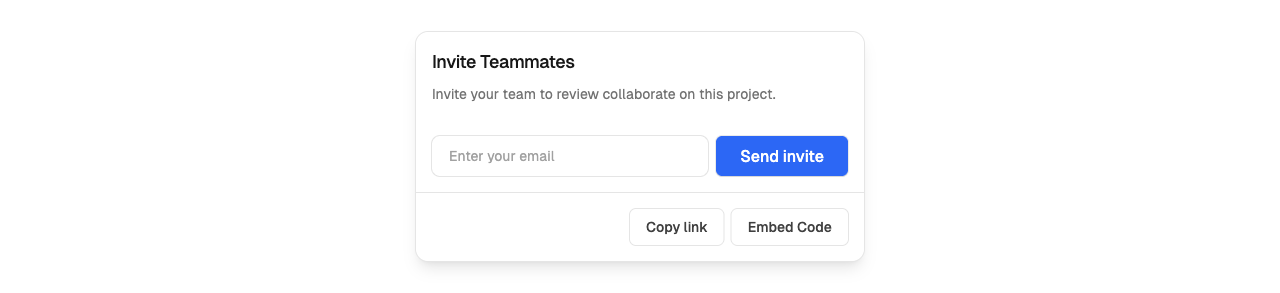 Invite Teammates
Invite your team to review collaborate on this project.
Enter your email
Send invite
Copy link
Embed Code